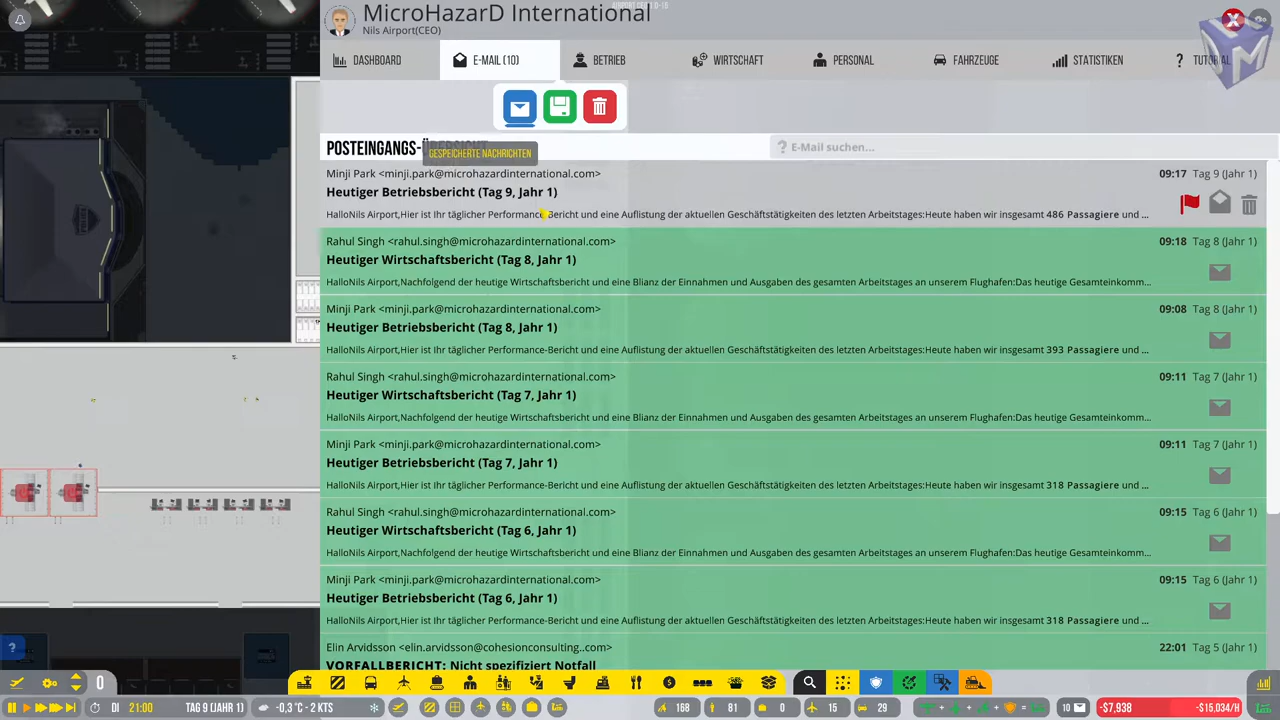 AIRPORT CEO
MicroHazarD International
Nils Airport(CEO)
DASHBOARD
E-MAIL (10)
BETRIEB
WIRTSCHAFT
PERSONAL
FAHRZEUGE
STATISTIKEN
? TUTORIAL
POSTEINGANGS-ÜBERSICHT
? E-Mail suchen...
GESPEICHERTE NACHRICHTEN
Minji Park <minji.park@microhazardinternational.com>
09:17 Tag 9 (Jahr 1)
Heutiger Betriebsbericht (Tag 9, Jahr 1)
HalloNils Airport,Hier ist Ihr täglicher Performance-Bericht und eine Auflistung der aktuellen Geschäftstätigkeiten des letzten Arbeitstages:Heute haben wir insgesamt 486 Passagiere und ...
Rahul Singh <rahul.singh@microhazardinternational.com>
09:18 Tag 8 (Jahr 1)
Heutiger Wirtschaftsbericht (Tag 8, Jahr 1)
HalloNils Airport,Nachfolgend der heutige Wirtschaftsbericht und eine Blianz der Einnahmen und Ausgaben des gesamten Arbeitstages an unserem Flughafen:Das heutige Gesamteinkomm...
Minji Park <minji.park@microhazardinternational.com>
09:08 Tag 8 (Jahr 1)
Heutiger Betriebsbericht (Tag 8, Jahr 1)
HalloNils Airport,Hier ist Ihr täglicher Performance-Bericht und eine Auflistung der aktuellen Geschäftstätigkeiten des letzten Arbeitstages:Heute haben wir insgesamt 393 Passagiere und ...
Rahul Singh <rahul.singh@microhazardinternational.com>
09:11 Tag 7 (Jahr 1)
Heutiger Wirtschaftsbericht (Tag 7, Jahr 1)
HalloNils Airport,Nachfolgend der heutige Wirtschaftsbericht und eine Blianz der Einnahmen und Ausgaben des gesamten Arbeitstages an unserem Flughafen:Das heutige Gesamteinkomm...
Minji Park <minji.park@microhazardinternational.com>
09:11 Tag 7 (Jahr 1)
Heutiger Betriebsbericht (Tag 7, Jahr 1)
HalloNils Airport,Hier ist Ihr täglicher Performance-Bericht und eine Auflistung der aktuellen Geschäftstätigkeiten des letzten Arbeitstages:Heute haben wir insgesamt 318 Passagiere und ...
Rahul Singh <rahul.singh@microhazardinternational.com>
09:15 Tag 6 (Jahr 1)
Heutiger Wirtschaftsbericht (Tag 6, Jahr 1)
HalloNils Airport,Nachfolgend der heutige Wirtschaftsbericht und eine Blianz der Einnahmen und Ausgaben des gesamten Arbeitstages an unserem Flughafen:Das heutige Gesamteinkomm...
Minji Park <minji.park@microhazardinternational.com>
09:15 Tag 6 (Jahr 1)
Heutiger Betriebsbericht (Tag 6, Jahr 1)
HalloNils Airport,Hier ist Ihr täglicher Performance-Bericht und eine Auflistung der aktuellen Geschäftstätigkeiten des letzten Arbeitstages:Heute haben wir insgesamt 318 Passagiere und ...
Elin Arvidsson <elin.arvidsson@cohesionconsulting..com>
22:01 Tag 5 (Jahr 1)
VORFALLBERICHT: Nicht spezifiziert Notfall
?
0
DI 21:00 TAG 9 (JAHR 1)
-0,3 °C - 2 KTS
188
81
0
15
29
10
-$7,938
-$15.034/H